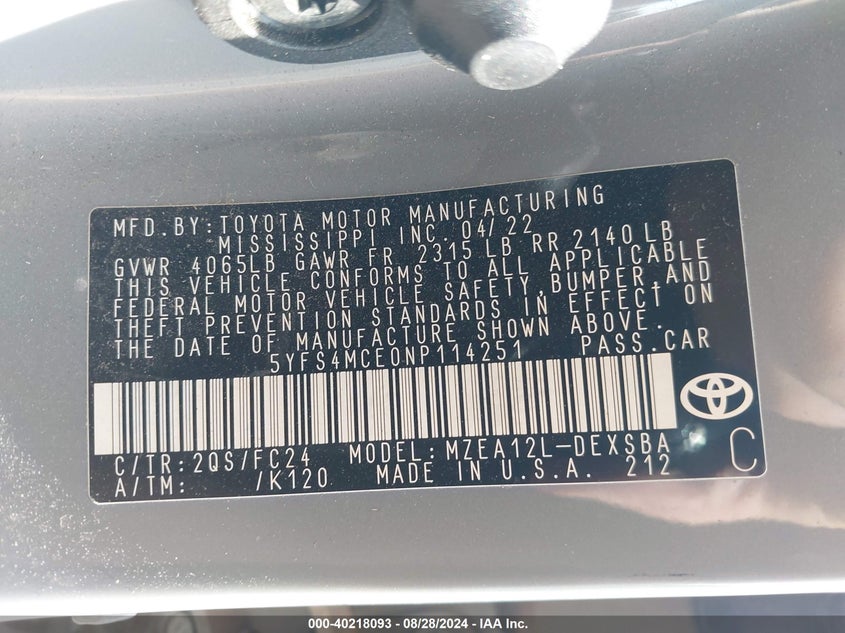 MFD. BY: TOYOTA MOTOR MANUFACTURING
MISSISSIPPI INC. 04/22
GVWR 4065LB GAWR FR 2315 LB RR 2140 LB
THIS VEHICLE CONFORMS TO ALL APPLICABLE
FEDERAL MOTOR VEHICLE SAFETY, BUMPER, AND
THEFT PREVENTION STANDARDS IN EFFECT ON
THE DATE OF MANUFACTURE SHOWN ABOVE.
5YFS4MCE0NP114251 PASS. CAR
C/TR: 2QS/FC24 MODEL: MZEA12L-DEXSBA
A/TM: /K120 MADE IN U.S.A. 212 C
000-40218093 - 08/28/2024 - IAA Inc.